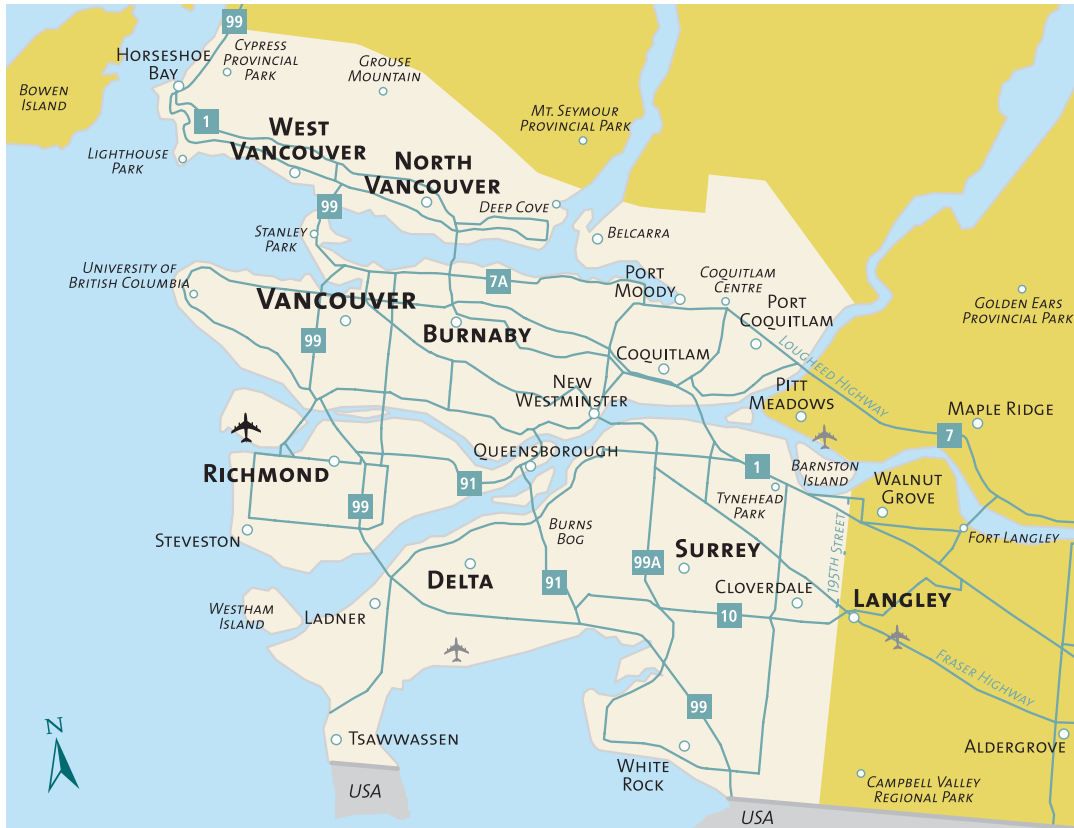 99
HORSESHOE
BAY
CYPRESS
PROVINCIAL
PARK
GROUSE
MOUNTAIN
BOWEN
ISLAND
MT. SEYMOUR
PROVINCIAL PARK
1
WEST
VANCOUVER
LIGHTHOUSE
PARK
NORTH
VANCOUVER
99
DEEP COVE
STANLEY
PARK
BELCARRA
UNIVERSITY OF
BRITISH COLUMBIA
7A
PORT
MOODY
COQUITLAM
CENTRE
PORT
COQUITLAM
GOLDEN EARS
PROVINCIAL PARK
VANCOUVER
BURNABY
99
COQUITLAM
LOUGHEED HIGHWAY
NEW
WESTMINSTER
PITT
MEADOWS
MAPLE RIDGE
7
QUEENSBOROUGH
RICHMOND
91
1
BARNSTON
ISLAND
TYNEHEAD
PARK
WALNUT
GROVE
99
STEVESTON
BURNS
BOG
195TH STREET
FORT LANGLEY
SURREY
99A
DELTA
91
CLOVERDALE
LANGLEY
WESTHAM
ISLAND
LADNER
10
FRASER HIGHWAY
99
N
TSAWWASSEN
ALDERGROVE
WHITE
ROCK
CAMPBELL VALLEY
REGIONAL PARK
USA
USA